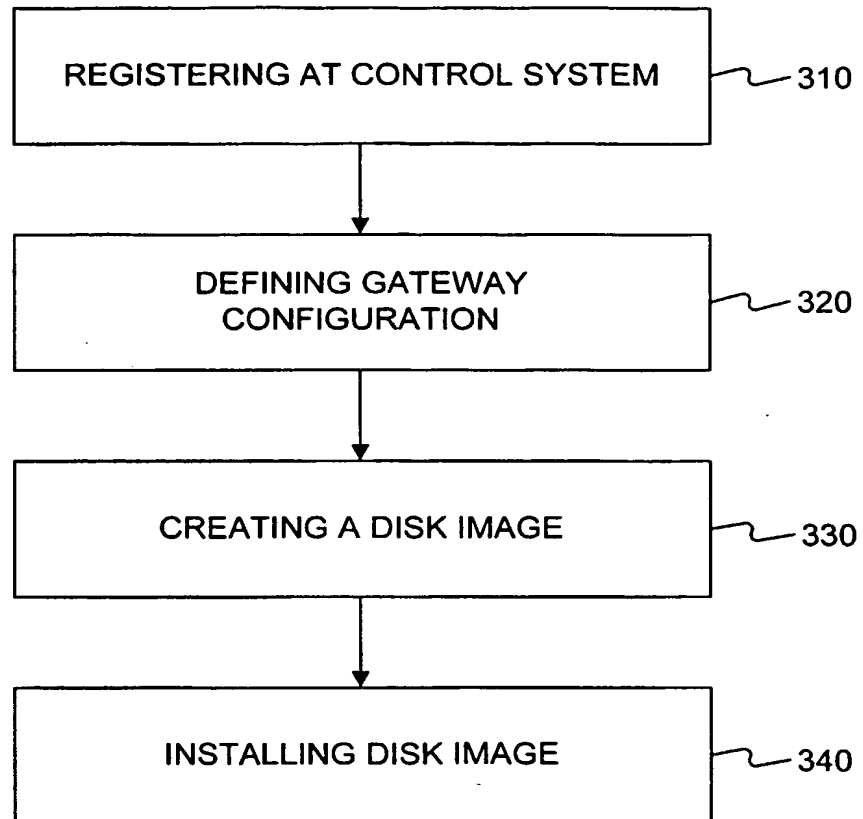 REGISTERING AT CONTROL SYSTEM
310
DEFINING GATEWAY
CONFIGURATION
320
CREATING A DISK IMAGE
330
INSTALLING DISK IMAGE
340